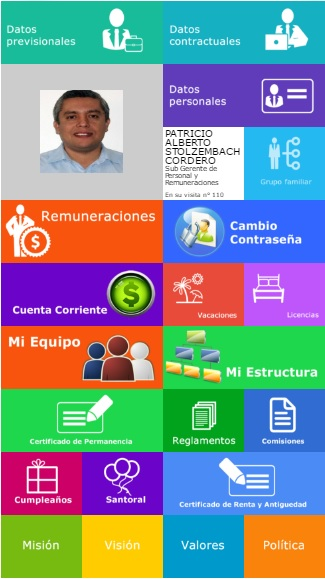 Datos
previsionales
Datos
contractuales
Datos
personales
PATRICIO
ALBERTO
STOLZEMBACH
CORDERO
Sub Gerente de
Personal y
Remuneraciones
En su visita nº 110
Grupo familiar
Remuneraciones
Cambio
Contraseña
Cuenta Corriente
Vacaciones
Licencias
Mi Equipo
Mi Estructura
Certificado de Permanencia
Reglamentos
Comisiones
Cumpleaños
Santoral
Certificado de Renta y Antiguedad
Misión
Visión
Valores
Política